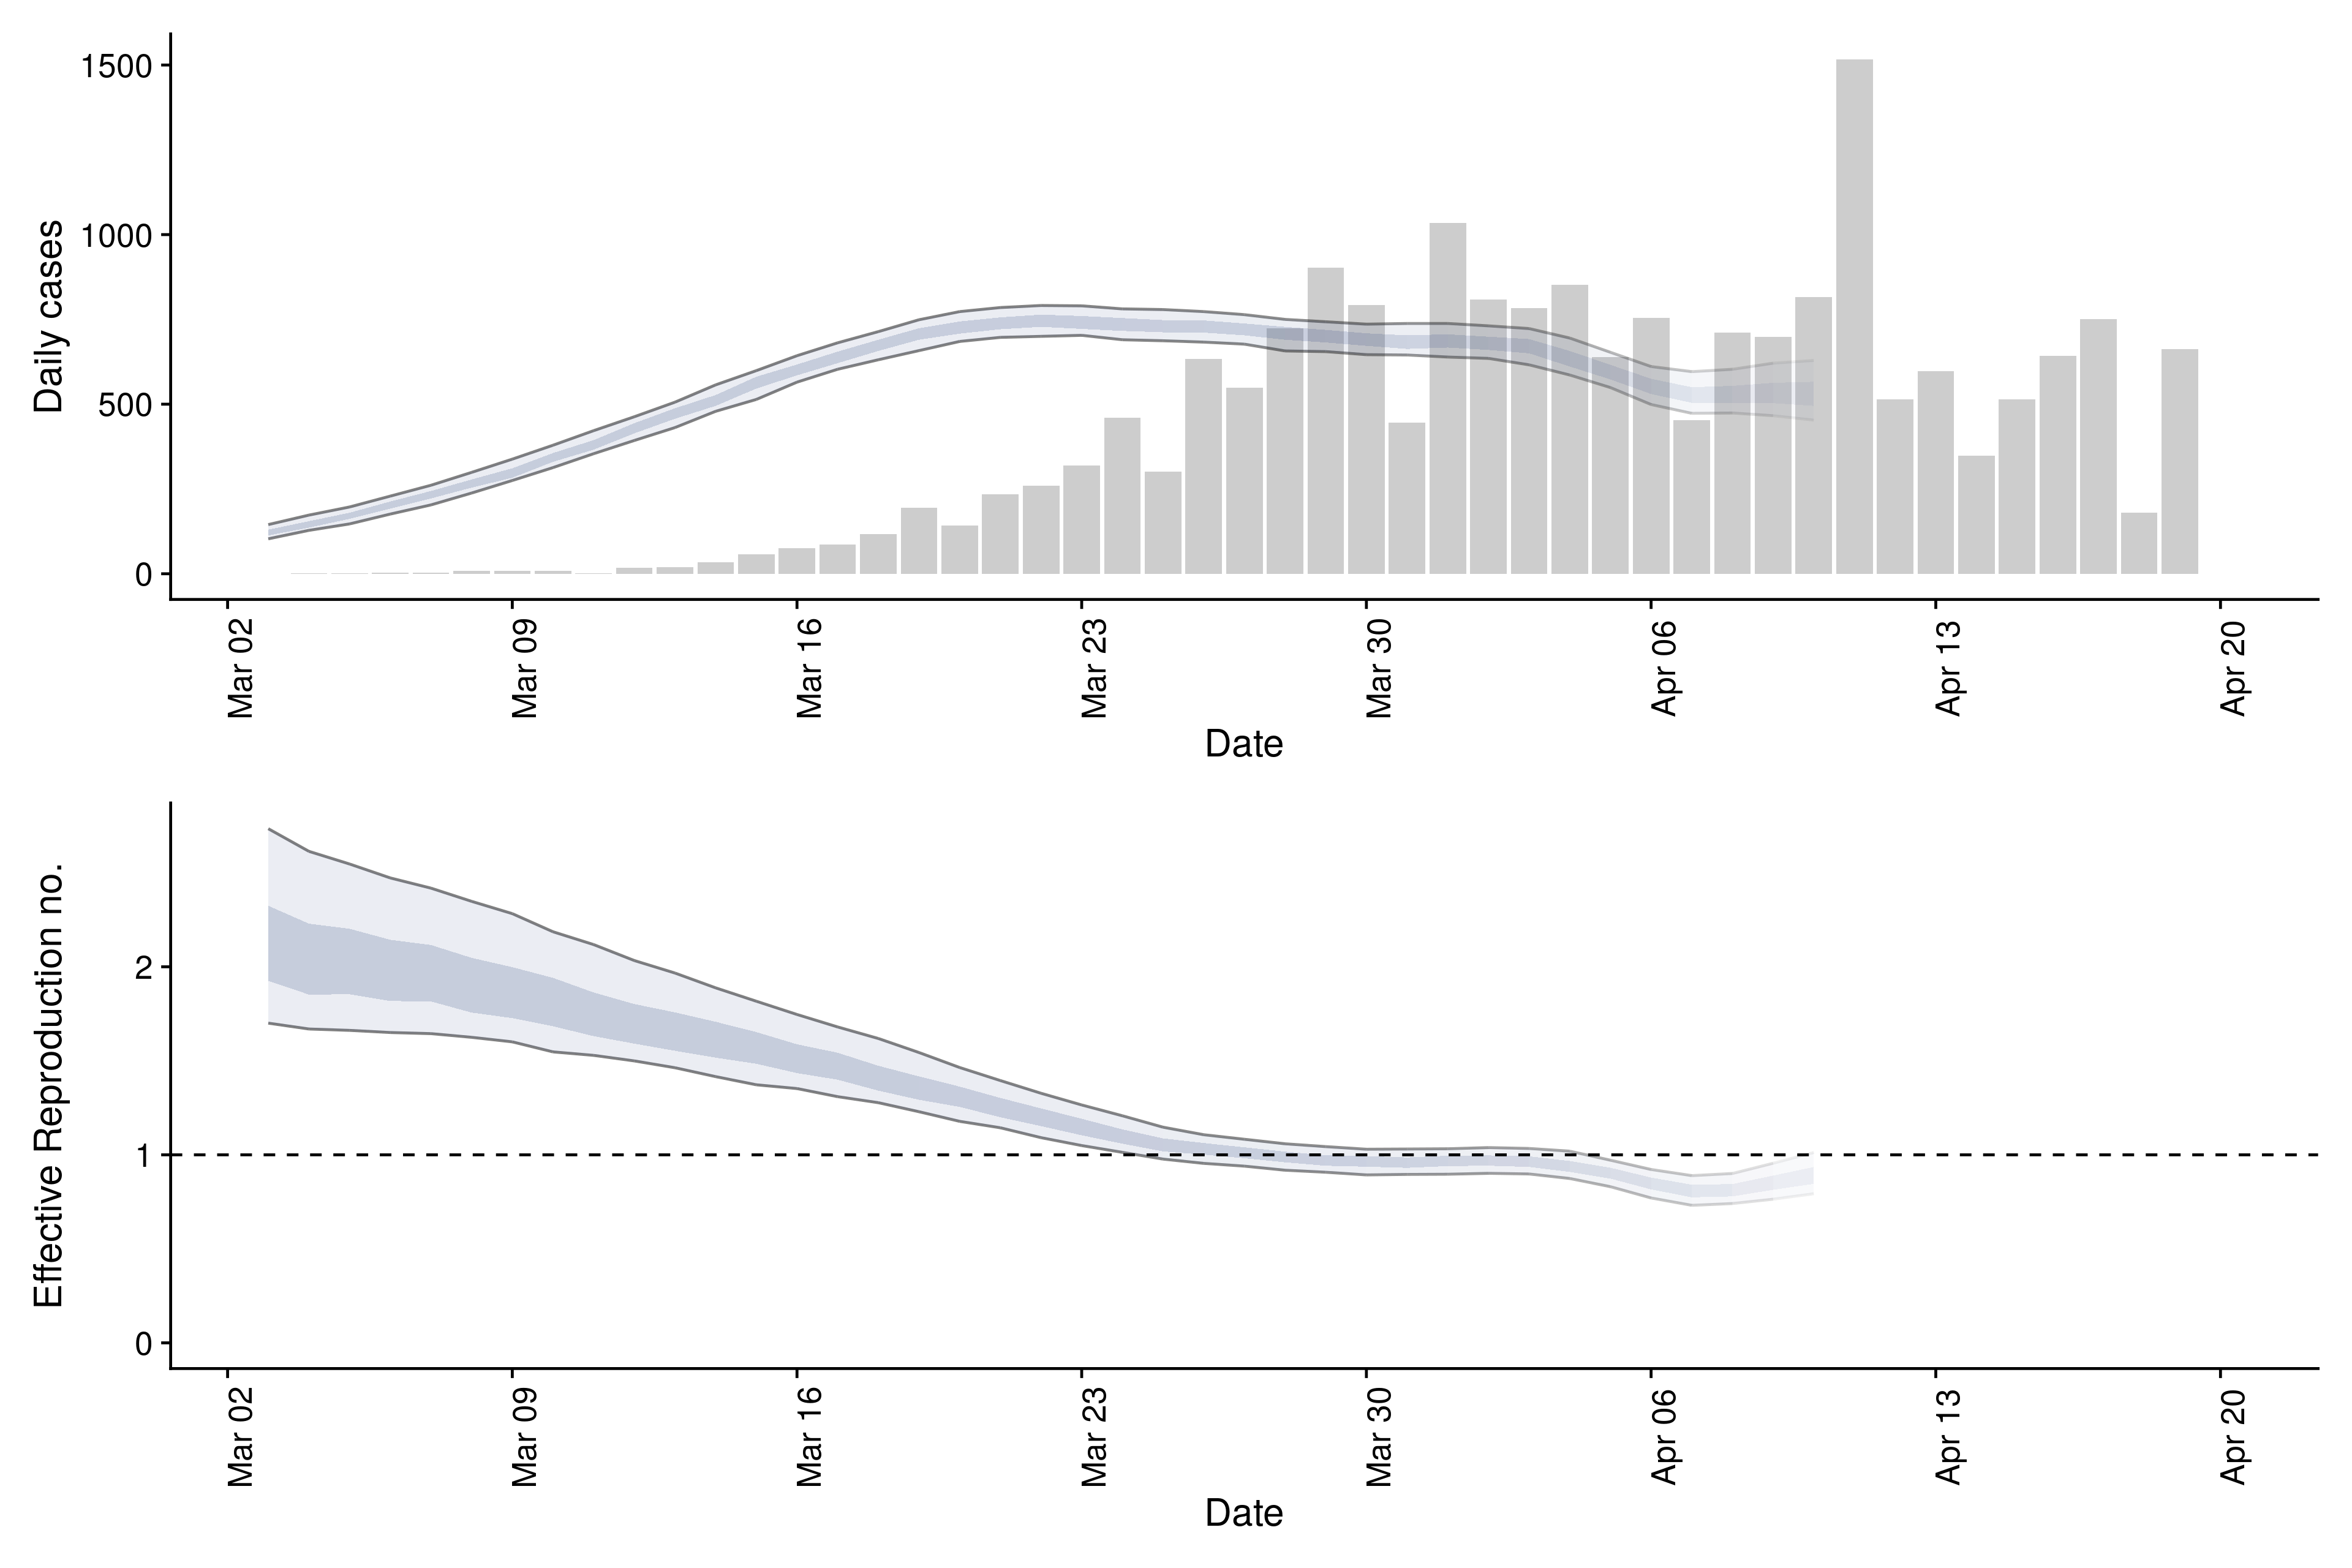 Daily cases
1500
1000
500
0
Mar 02
Mar 09
Mar 16
Mar 23
Mar 30
Apr 06
Apr 13
Apr 20
Date
Effective Reproduction no.
2
1
0
Mar 02
Mar 09
Mar 16
Mar 23
Mar 30
Apr 06
Apr 13
Apr 20
Date